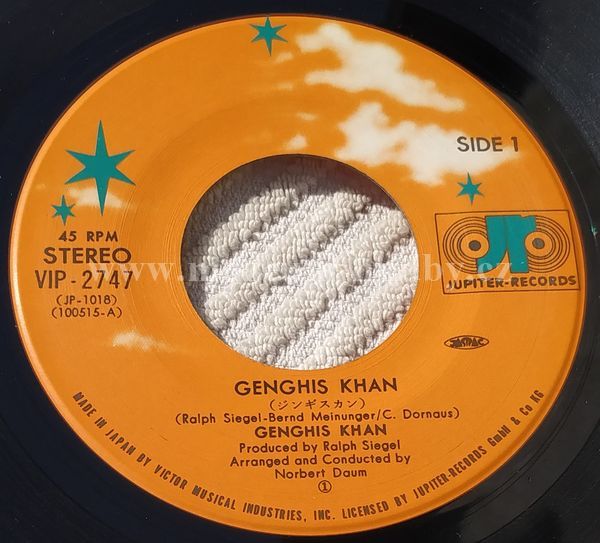 SIDE 1
45 RPM
STEREO
VIP-2747
(JP-1018)
(100515-A)
JR
JUPITER-RECORDS
JASRAC
GENGHIS KHAN
(ジンギスカン)
(Ralph Siegel-Bernd Meinunger/C. Dornaus)
GENGHIS KHAN
Produced by Ralph Siegel
Arranged and Conducted by
Norbert Daum
①
MADE IN JAPAN BY VICTOR MUSICAL INDUSTRIES, INC. LICENSED BY JUPITER-RECORDS GmbH & Co KG